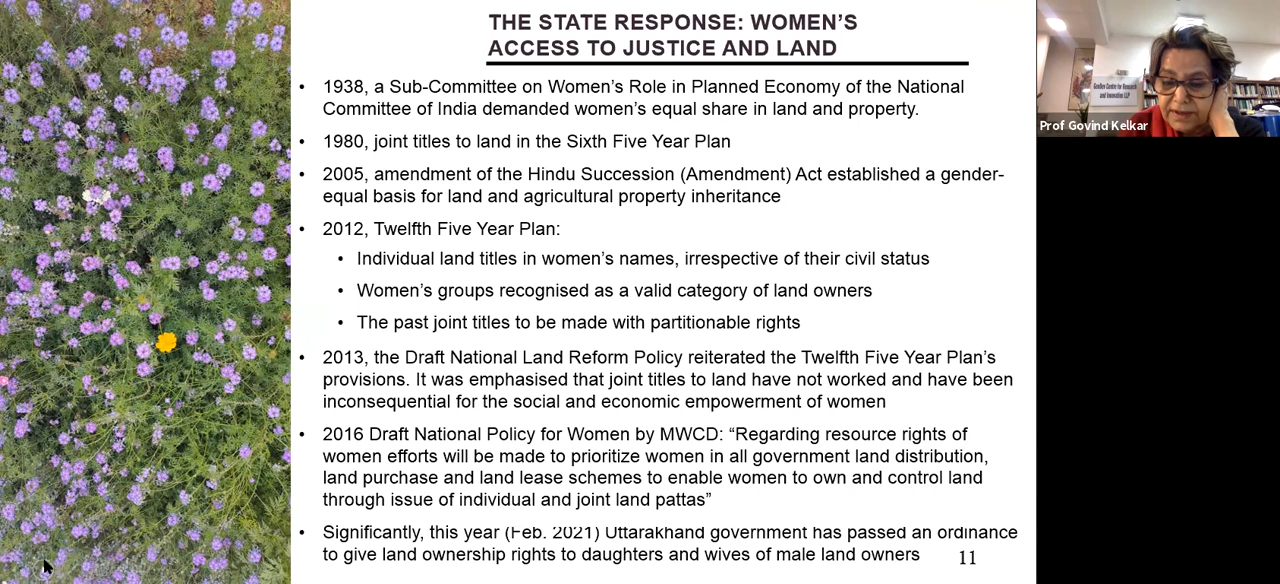 THE STATE RESPONSE: WOMEN’S
ACCESS TO JUSTICE AND LAND
• 1938, a Sub-Committee on Women’s Role in Planned Economy of the National
Committee of India demanded women’s equal share in land and property.
• 1980, joint titles to land in the Sixth Five Year Plan
• 2005, amendment of the Hindu Succession (Amendment) Act established a gender-
equal basis for land and agricultural property inheritance
• 2012, Twelfth Five Year Plan:
• Individual land titles in women’s names, irrespective of their civil status
• Women’s groups recognised as a valid category of land owners
• The past joint titles to be made with partitionable rights
• 2013, the Draft National Land Reform Policy reiterated the Twelfth Five Year Plan’s
provisions. It was emphasised that joint titles to land have not worked and have been
inconsequential for the social and economic empowerment of women
• 2016 Draft National Policy for Women by MWCD: “Regarding resource rights of
women efforts will be made to prioritize women in all government land distribution,
land purchase and land lease schemes to enable women to own and control land
through issue of individual and joint land pattas”
• Significantly, this year (Feb. 2021) Uttarakhand government has passed an ordinance
to give land ownership rights to daughters and wives of male land owners
11
Gender Centre for Research
and Innovation LLP
Prof Govind Kelkar